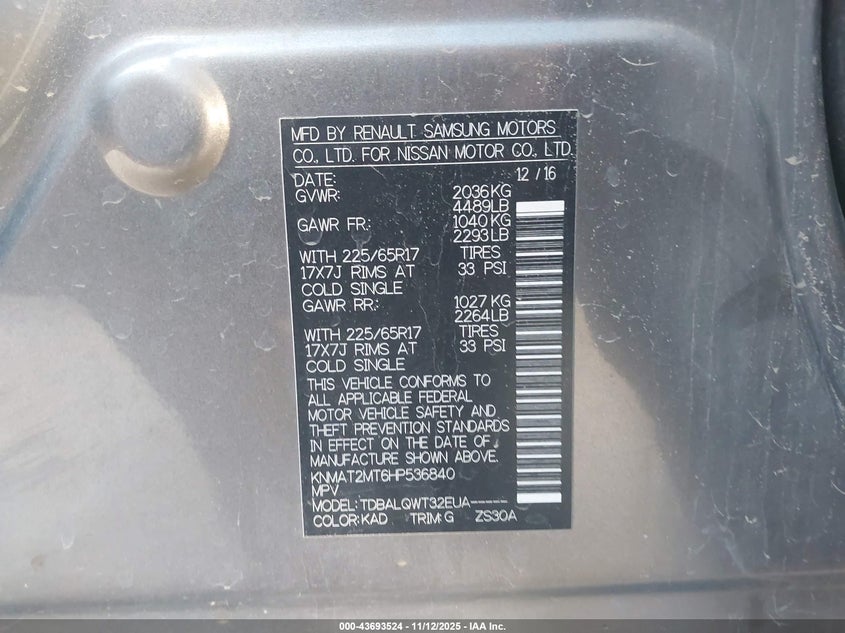 MFD BY RENAULT SAMSUNG MOTORS
CO., LTD. FOR NISSAN MOTOR CO., LTD.
DATE: 12 / 16
GVWR: 2036KG
4489LB
GAWR FR.: 1040KG
2293LB
WITH 225/65R17 TIRES
17X7J RIMS AT 33 PSI
COLD SINGLE
GAWR RR.: 1027KG
2264LB
WITH 225/65R17 TIRES
17X7J RIMS AT 33 PSI
COLD SINGLE
THIS VEHICLE CONFORMS TO
ALL APPLICABLE FEDERAL
MOTOR VEHICLE SAFETY AND
THEFT PREVENTION STANDARDS
IN EFFECT ON THE DATE OF
MANUFACTURE SHOWN ABOVE.
KNMAT2MT6HP536840
MPV
MODEL: TDBALQWT32EUA-----
COLOR: KAD TRIM: G ZS30A
000-43693524 - 11/12/2025 - IAA Inc.